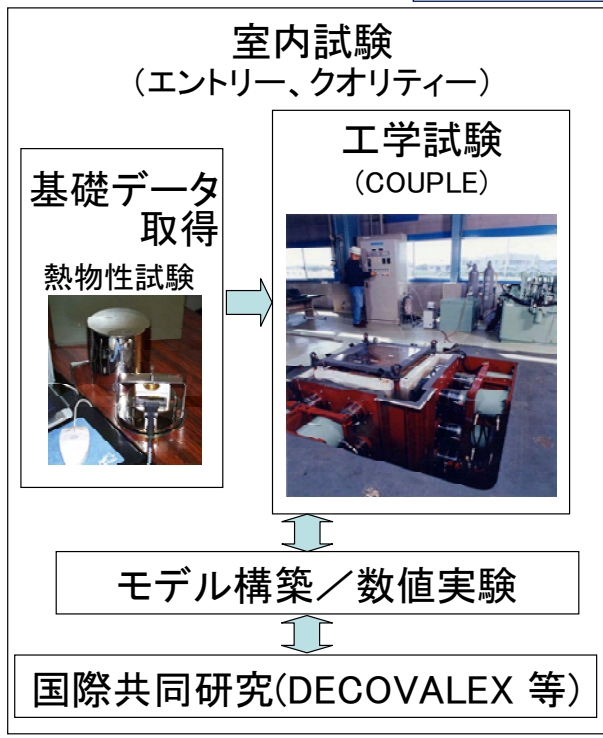 室内試験
(エントリー、クオリティー)
基礎データ
取得
熱物性試験
工学試験
(COUPLE)
モデル構築/数値実験
国際共同研究(DECOVALEX 等)